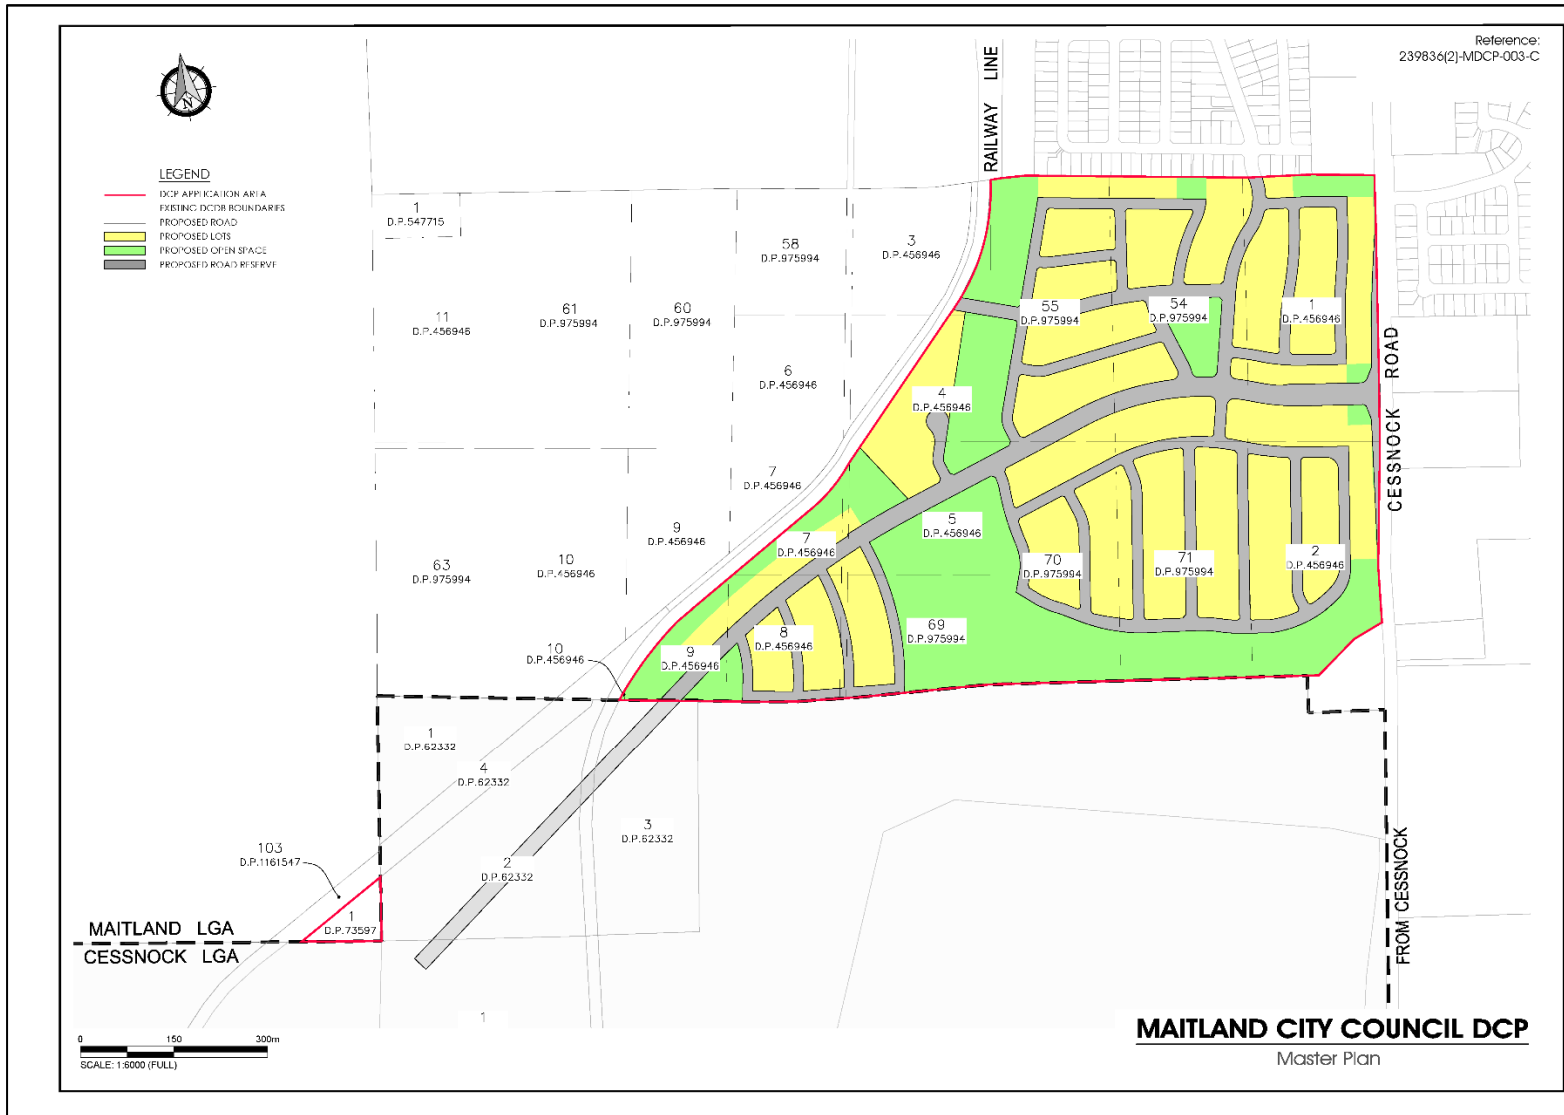 Reference:
239836(2)-MDCP-003-C
N
LEGEND
DCP APPLICATION AREA
EXISTING DCDB BOUNDARIES
PROPOSED ROAD
PROPOSED LOTS
PROPOSED OPEN SPACE
PROPOSED ROAD RESERVE
RAILWAY LINE
1
D.P.547715
58
D.P.975994
3
D.P.456946
11
D.P.456946
61
D.P.975994
60
D.P.975994
55
D.P.975994
54
D.P.975994
1
D.P.456946
6
D.P.456946
4
D.P.456946
CESSNOCK ROAD
7
D.P.456946
9
D.P.456946
5
D.P.456946
7
D.P.456946
63
D.P.975994
10
D.P.456946
70
D.P.975994
71
D.P.975994
2
D.P.456946
8
D.P.456946
69
D.P.975994
10
D.P.456946
9
D.P.456946
1
D.P.62332
4
D.P.62332
3
D.P.62332
2
D.P.62332
103
D.P.1161547
1
D.P.73597
FROM CESSNOCK
MAITLAND LGA
CESSNOCK LGA
1
0 150 300m
SCALE: 1:6000 (FULL)
MAITLAND CITY COUNCIL DCP
Master Plan